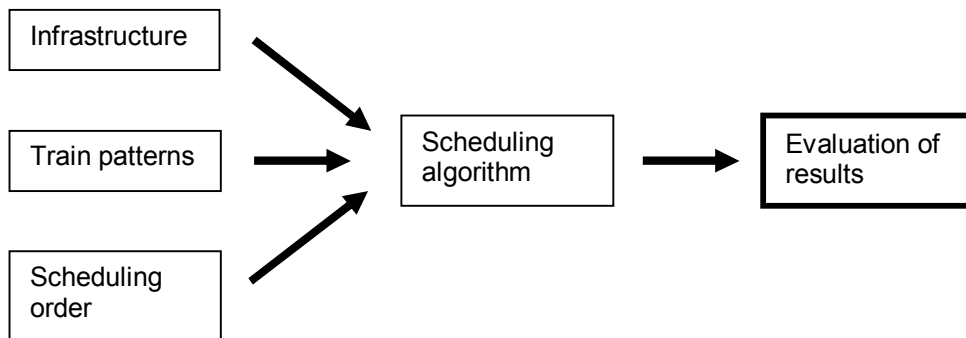 Infrastructure
Train patterns
Scheduling
order
Scheduling
algorithm
Evaluation of
results